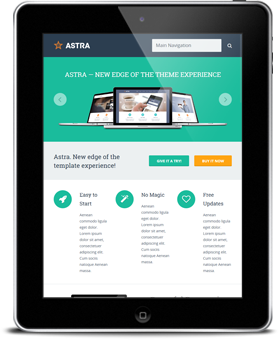 ASTRA
Main Navigation
ASTRA — NEW EDGE OF THE THEME EXPERIENCE
Astra. New edge of the
template experience!
GIVE A TRY!
BUY IT NOW!
Easy to
Start
Aenean
commodo ligula
eget dolor
Lorem ipsum
dolor sit amet,
consectetuer
adipiscing elit.
Cum sociis
natoque Aenean
massa.
No Magic
Aenean
commodo ligula
eget dolor.
Lorem ipsum
dolor sit amet,
consectetuer
adipiscing elit.
Cum sociis
natoque Aenean
massa.
Free
Updates
Aenean
commodo ligula
eget dolor.
Lorem ipsum
dolor sit amet,
consectetuer
adipiscing elit.
Cum sociis
natoque Aenean
massa.